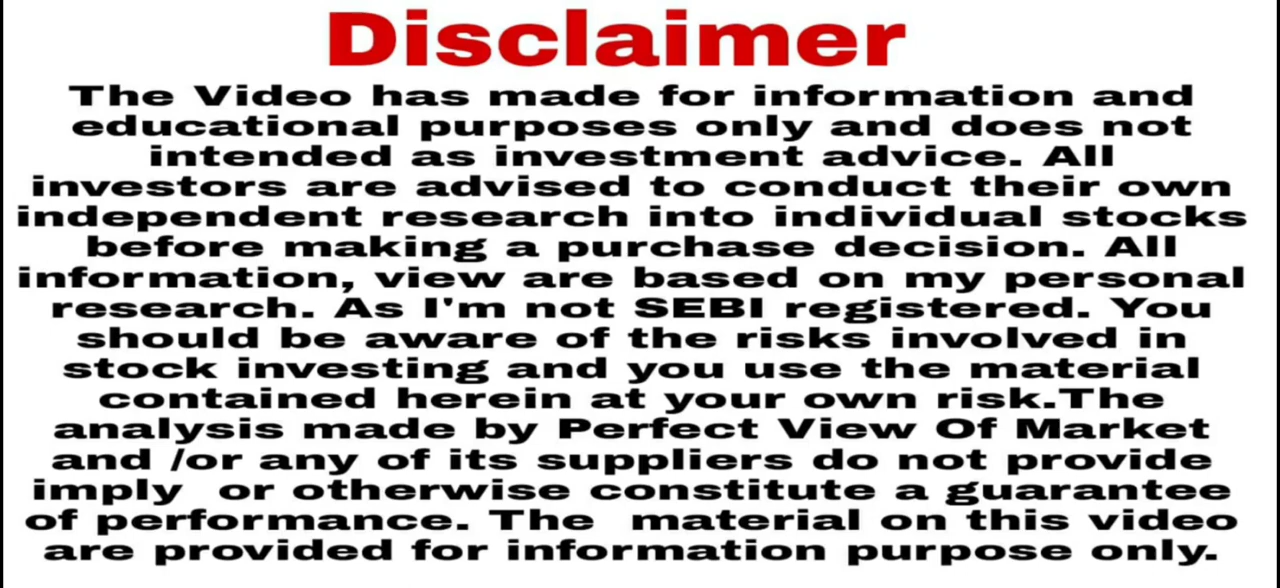 Disclaimer
The Video has made for information and
educational purposes only and does not
intended as investment advice. All
investors are advised to conduct their own
independent research into individual stocks
before making a purchase decision. All
information, view are based on my personal
research. As I'm not SEBI registered. You
should be aware of the risks involved in
stock investing and you use the material
contained herein at your own risk.The
analysis made by Perfect View Of Market
and /or any of its suppliers do not provide
imply  or otherwise constitute a guarantee
of performance. The  material on this video
are provided for information purpose only.